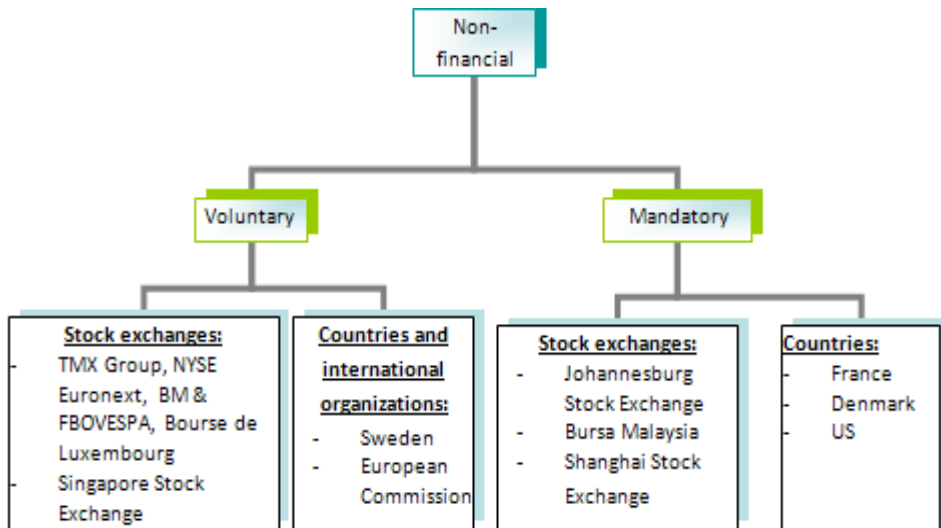 Non-
financial
Voluntary
Mandatory
Stock exchanges:
- TMX Group, NYSE
Euronext, BM &
FBOVESPA, Bourse de
Luxembourg
- Singapore Stock
Exchange
Countries and
international
organizations:
- Sweden
- European
Commission
Stock exchanges:
- Johannesburg
Stock Exchange
- Bursa Malaysia
- Shanghai Stock
Exchange
Countries:
- France
- Denmark
- US